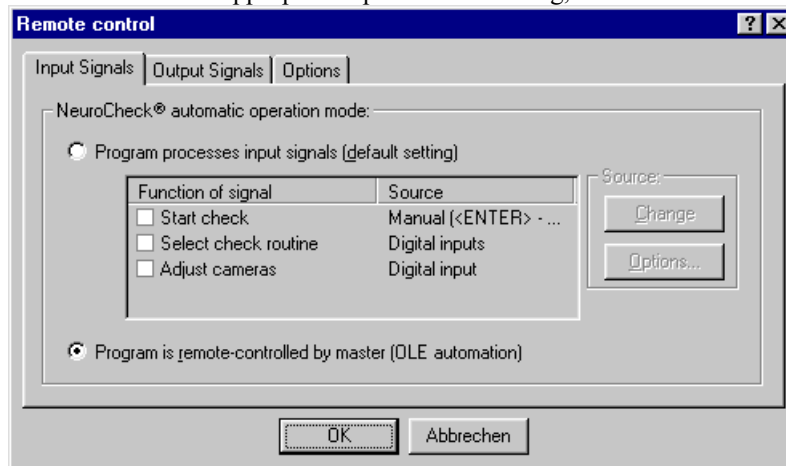 Remote control
Input Signals Output Signals Options
NeuroCheck® automatic operation mode:
Program processes input signals (default setting)
Function of signal Source
Start check Manual (<ENTER> - ...
Select check routine Digital inputs
Adjust cameras Digital input
Source:
Change
Options...
Program is remote-controlled by master (OLE automation)
OK Abbrechen